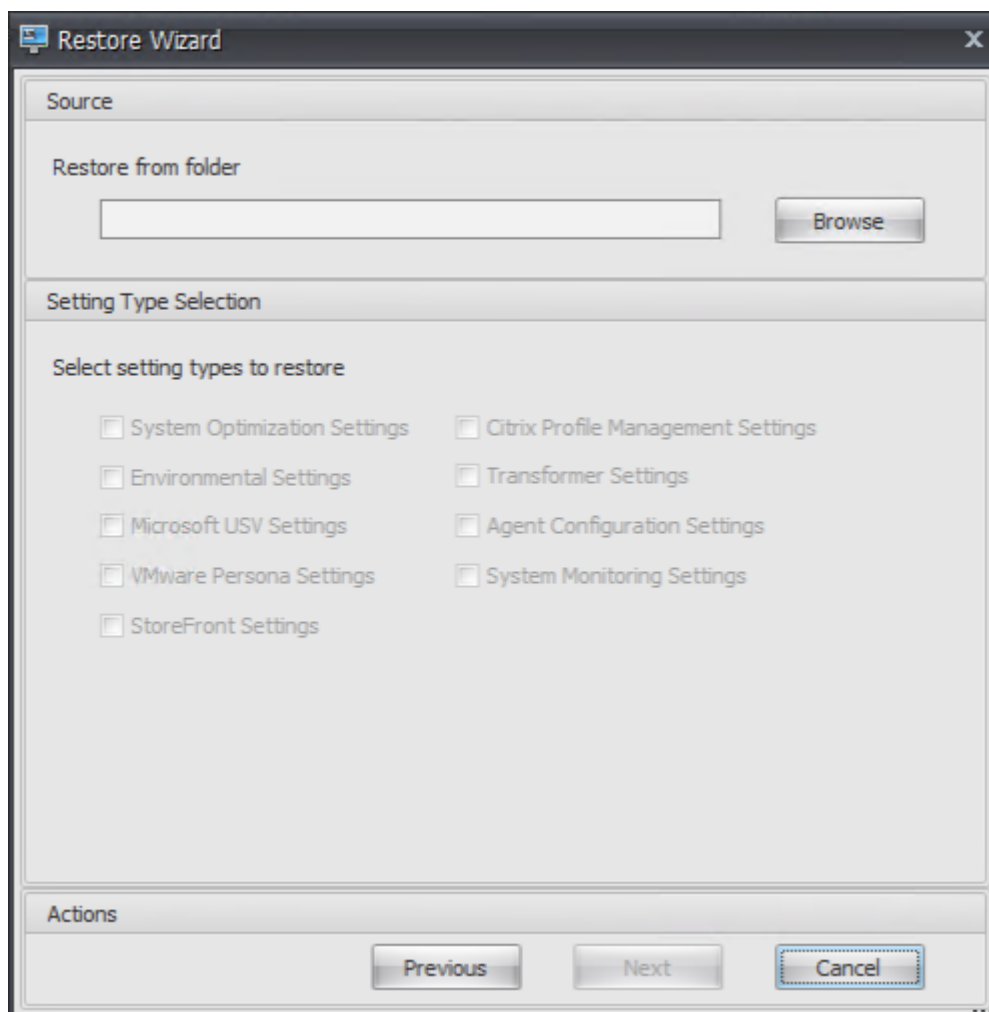 Restore Wizard
Source
Restore from folder
Browse
Setting Type Selection
Select setting types to restore
System Optimization Settings
Citrix Profile Management Settings
Environmental Settings
Transformer Settings
Microsoft USV Settings
Agent Configuration Settings
VMware Persona Settings
System Monitoring Settings
StoreFront Settings
Actions
Previous
Next
Cancel